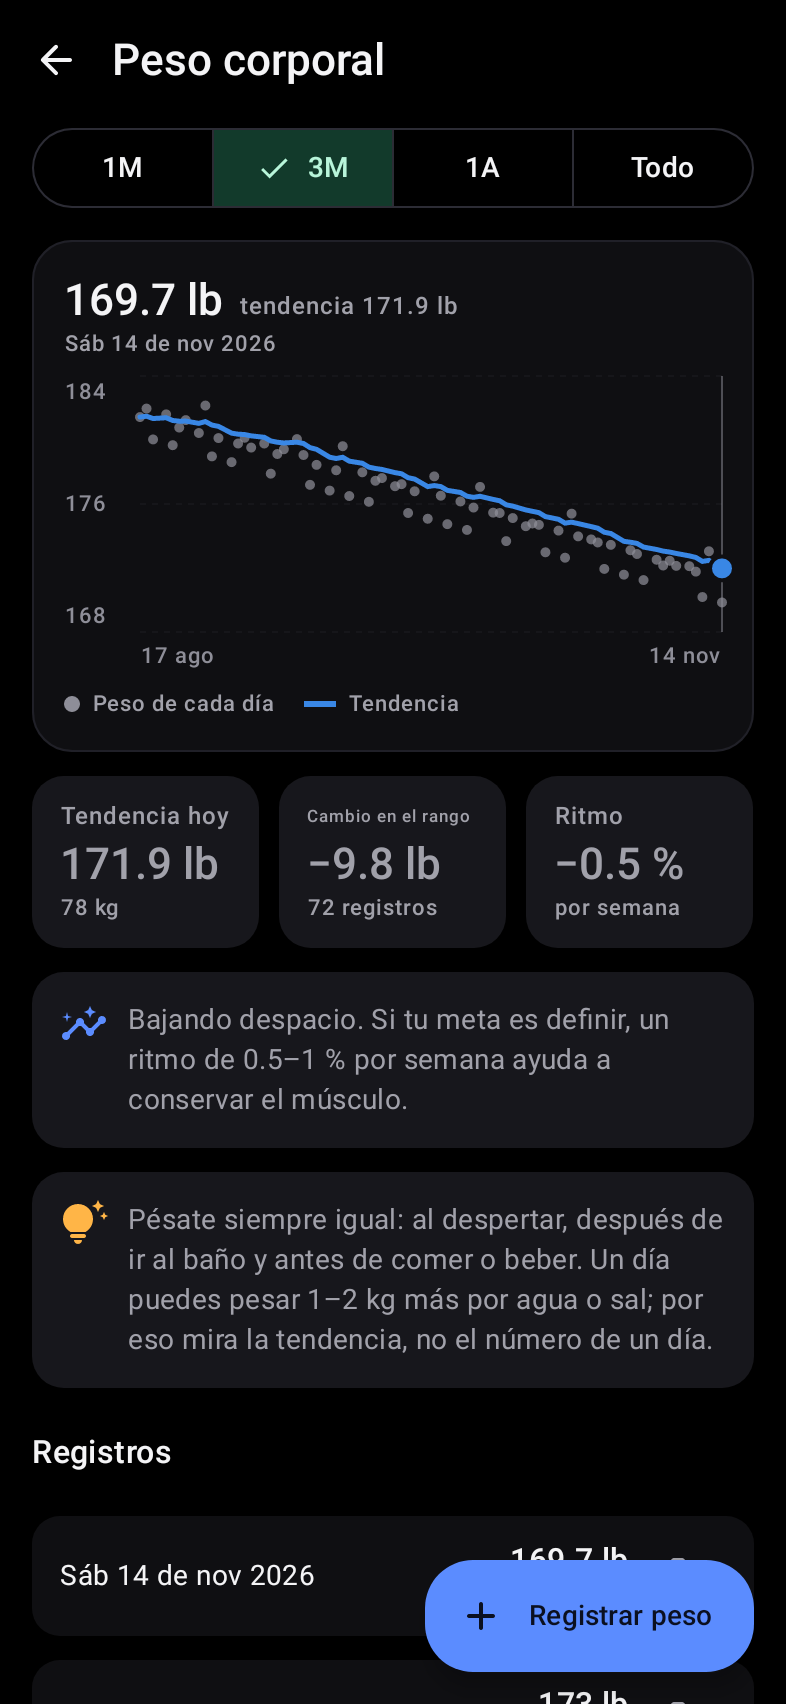 Peso corporal
1M
3M
1A
Todo
169.7 lb tendencia 171.9 lb
Sáb 14 de nov 2026
184
176
168
17 ago
14 nov
Peso de cada día
Tendencia
Tendencia hoy
171.9 lb
78 kg
Cambio en el rango
−9.8 lb
72 registros
Ritmo
−0.5 %
por semana
Bajando despacio. Si tu meta es definir, un
ritmo de 0.5–1 % por semana ayuda a
conservar el músculo.
Pésate siempre igual: al despertar, después de
ir al baño y antes de comer o beber. Un día
puedes pesar 1–2 kg más por agua o sal; por
eso mira la tendencia, no el número de un día.
Registros
Sáb 14 de nov 2026
169.7 lb
Registrar peso
173 lb